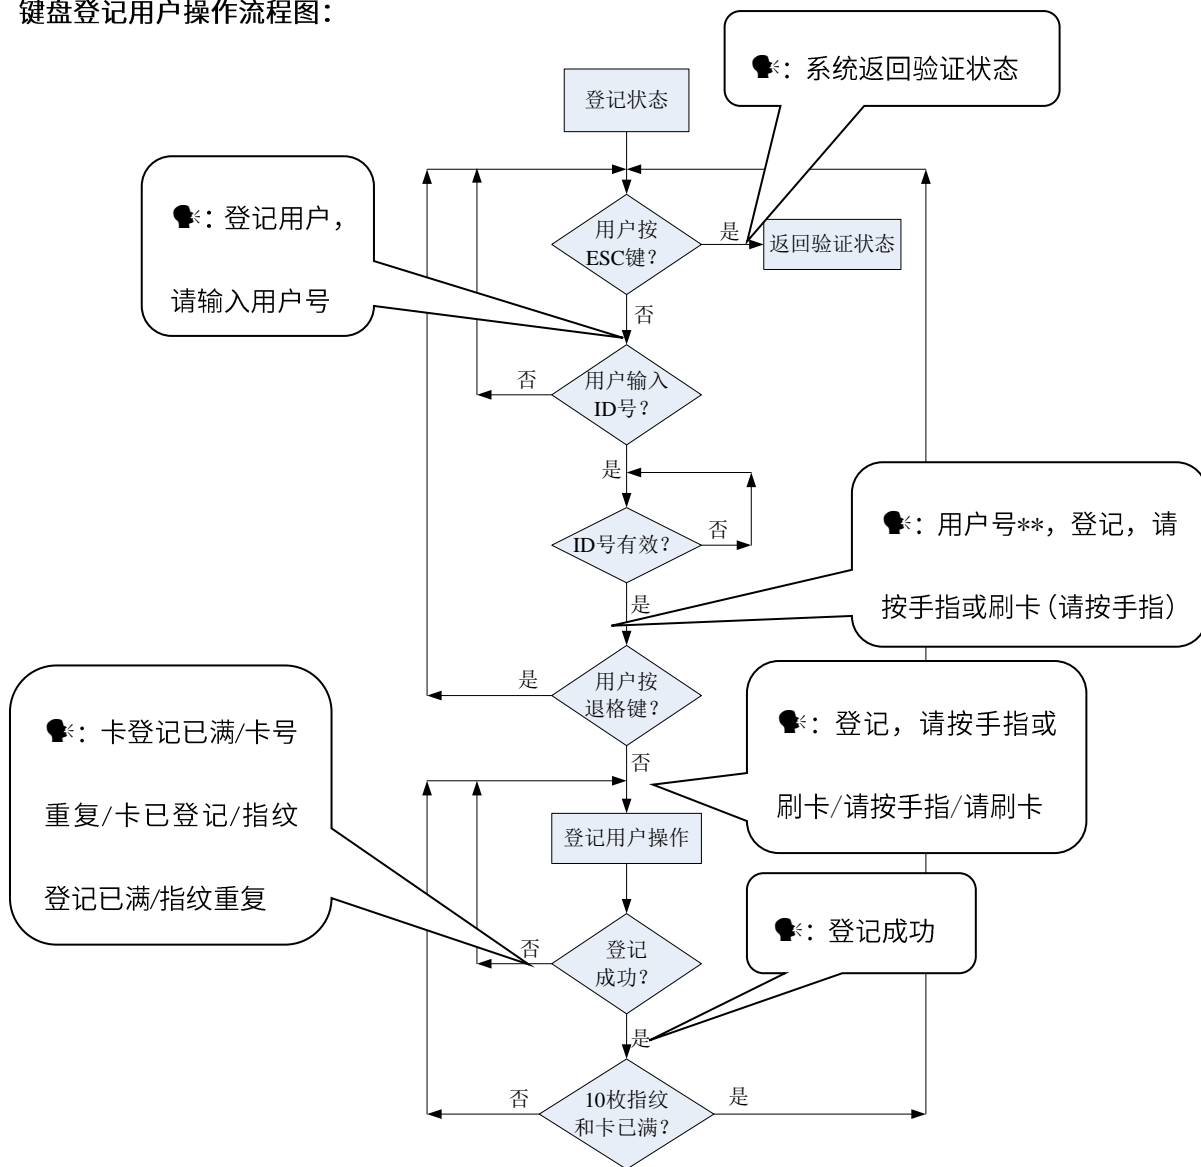 键盘登记用户操作流程图：
：系统返回验证状态
登记状态
：登记用户，
请输入用户号
用户按
ESC键？
是
返回验证状态
否
用户输入
ID号？
否
是
ID号有效？
否
：用户号**，登记，请
按手指或刷卡（请按手指）
是
用户按
退格键？
是
：登记，请按手指或
刷卡/请按手指/请刷卡
：卡登记已满/卡号
重复/卡已登记/指纹
登记已满/指纹重复
否
登记用户操作
：登记成功
登记
成功？
否
是
10枚指纹
和卡已满？
否
是